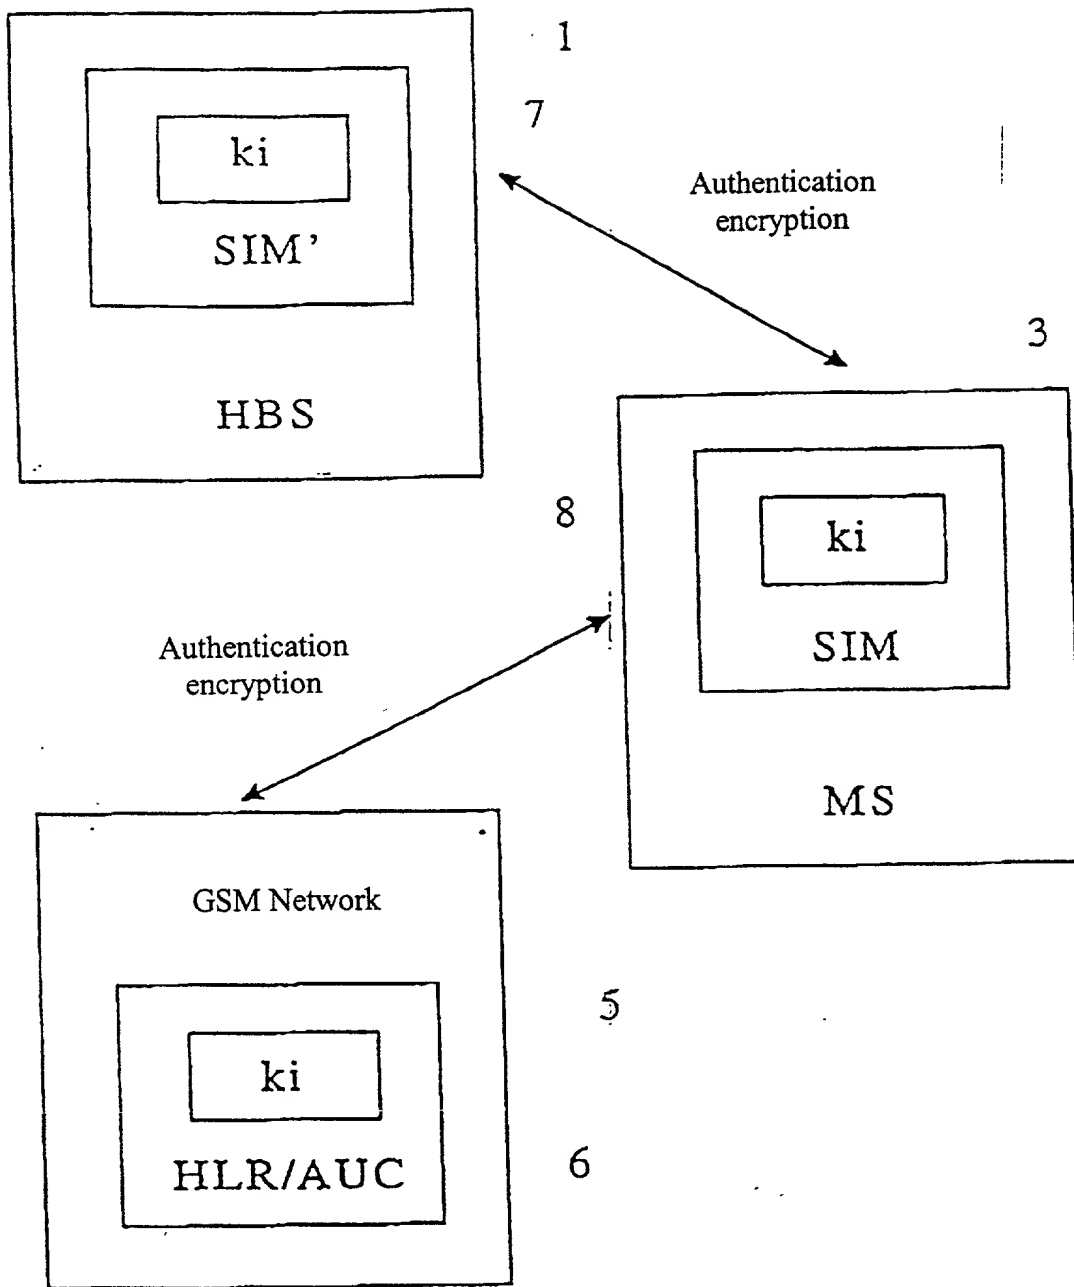 1
7
ki
SIM'
HBS
Authentication
encryption
3
8
ki
SIM
MS
Authentication
encryption
GSM Network
5
ki
HLR/AUC
6